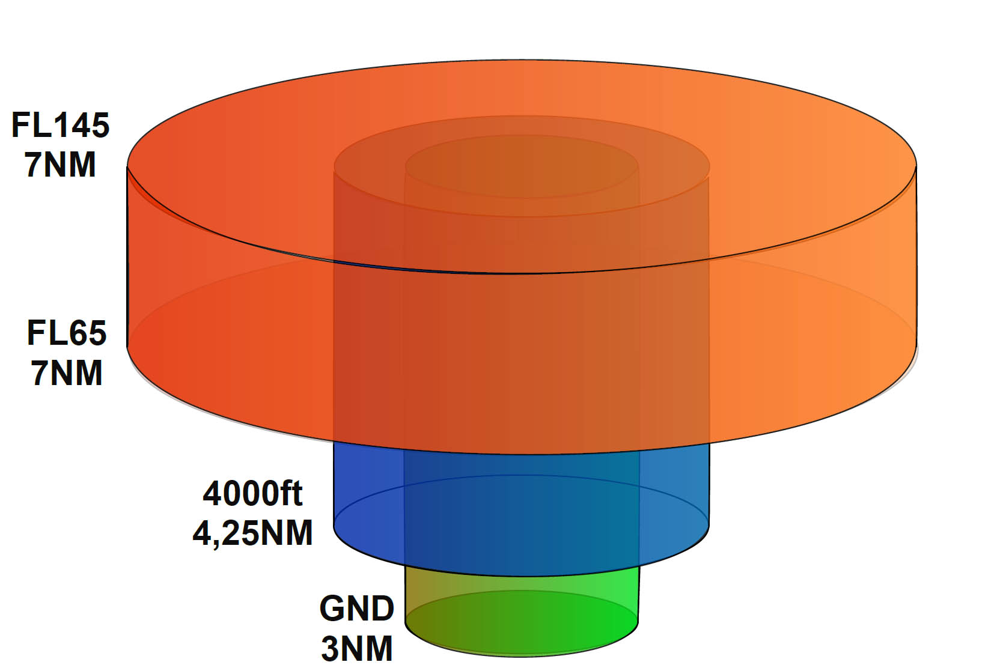 FL145
7NM
FL65
7NM
4000ft
4,25NM
GND
3NM